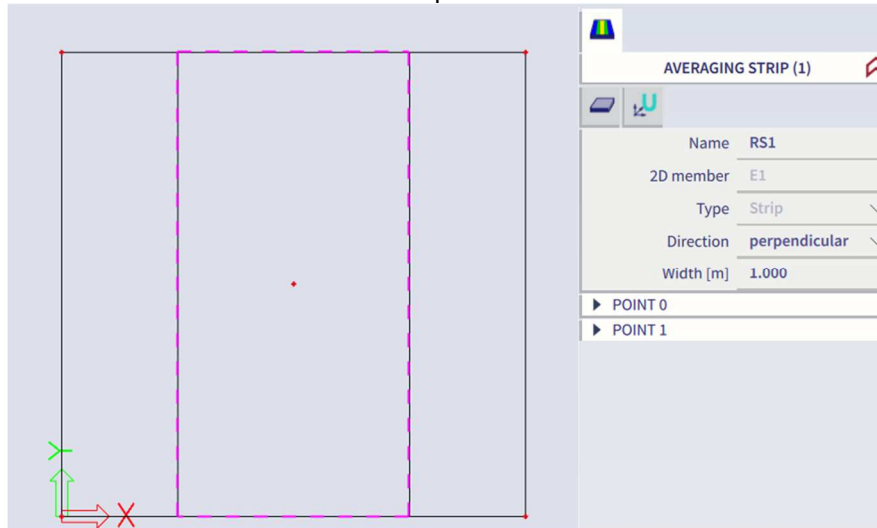 AVERAGING STRIP (1)
Name RS1
2D member E1
Type Strip
Direction perpendicular
Width [m] 1.000
POINT 0
POINT 1
Y
X